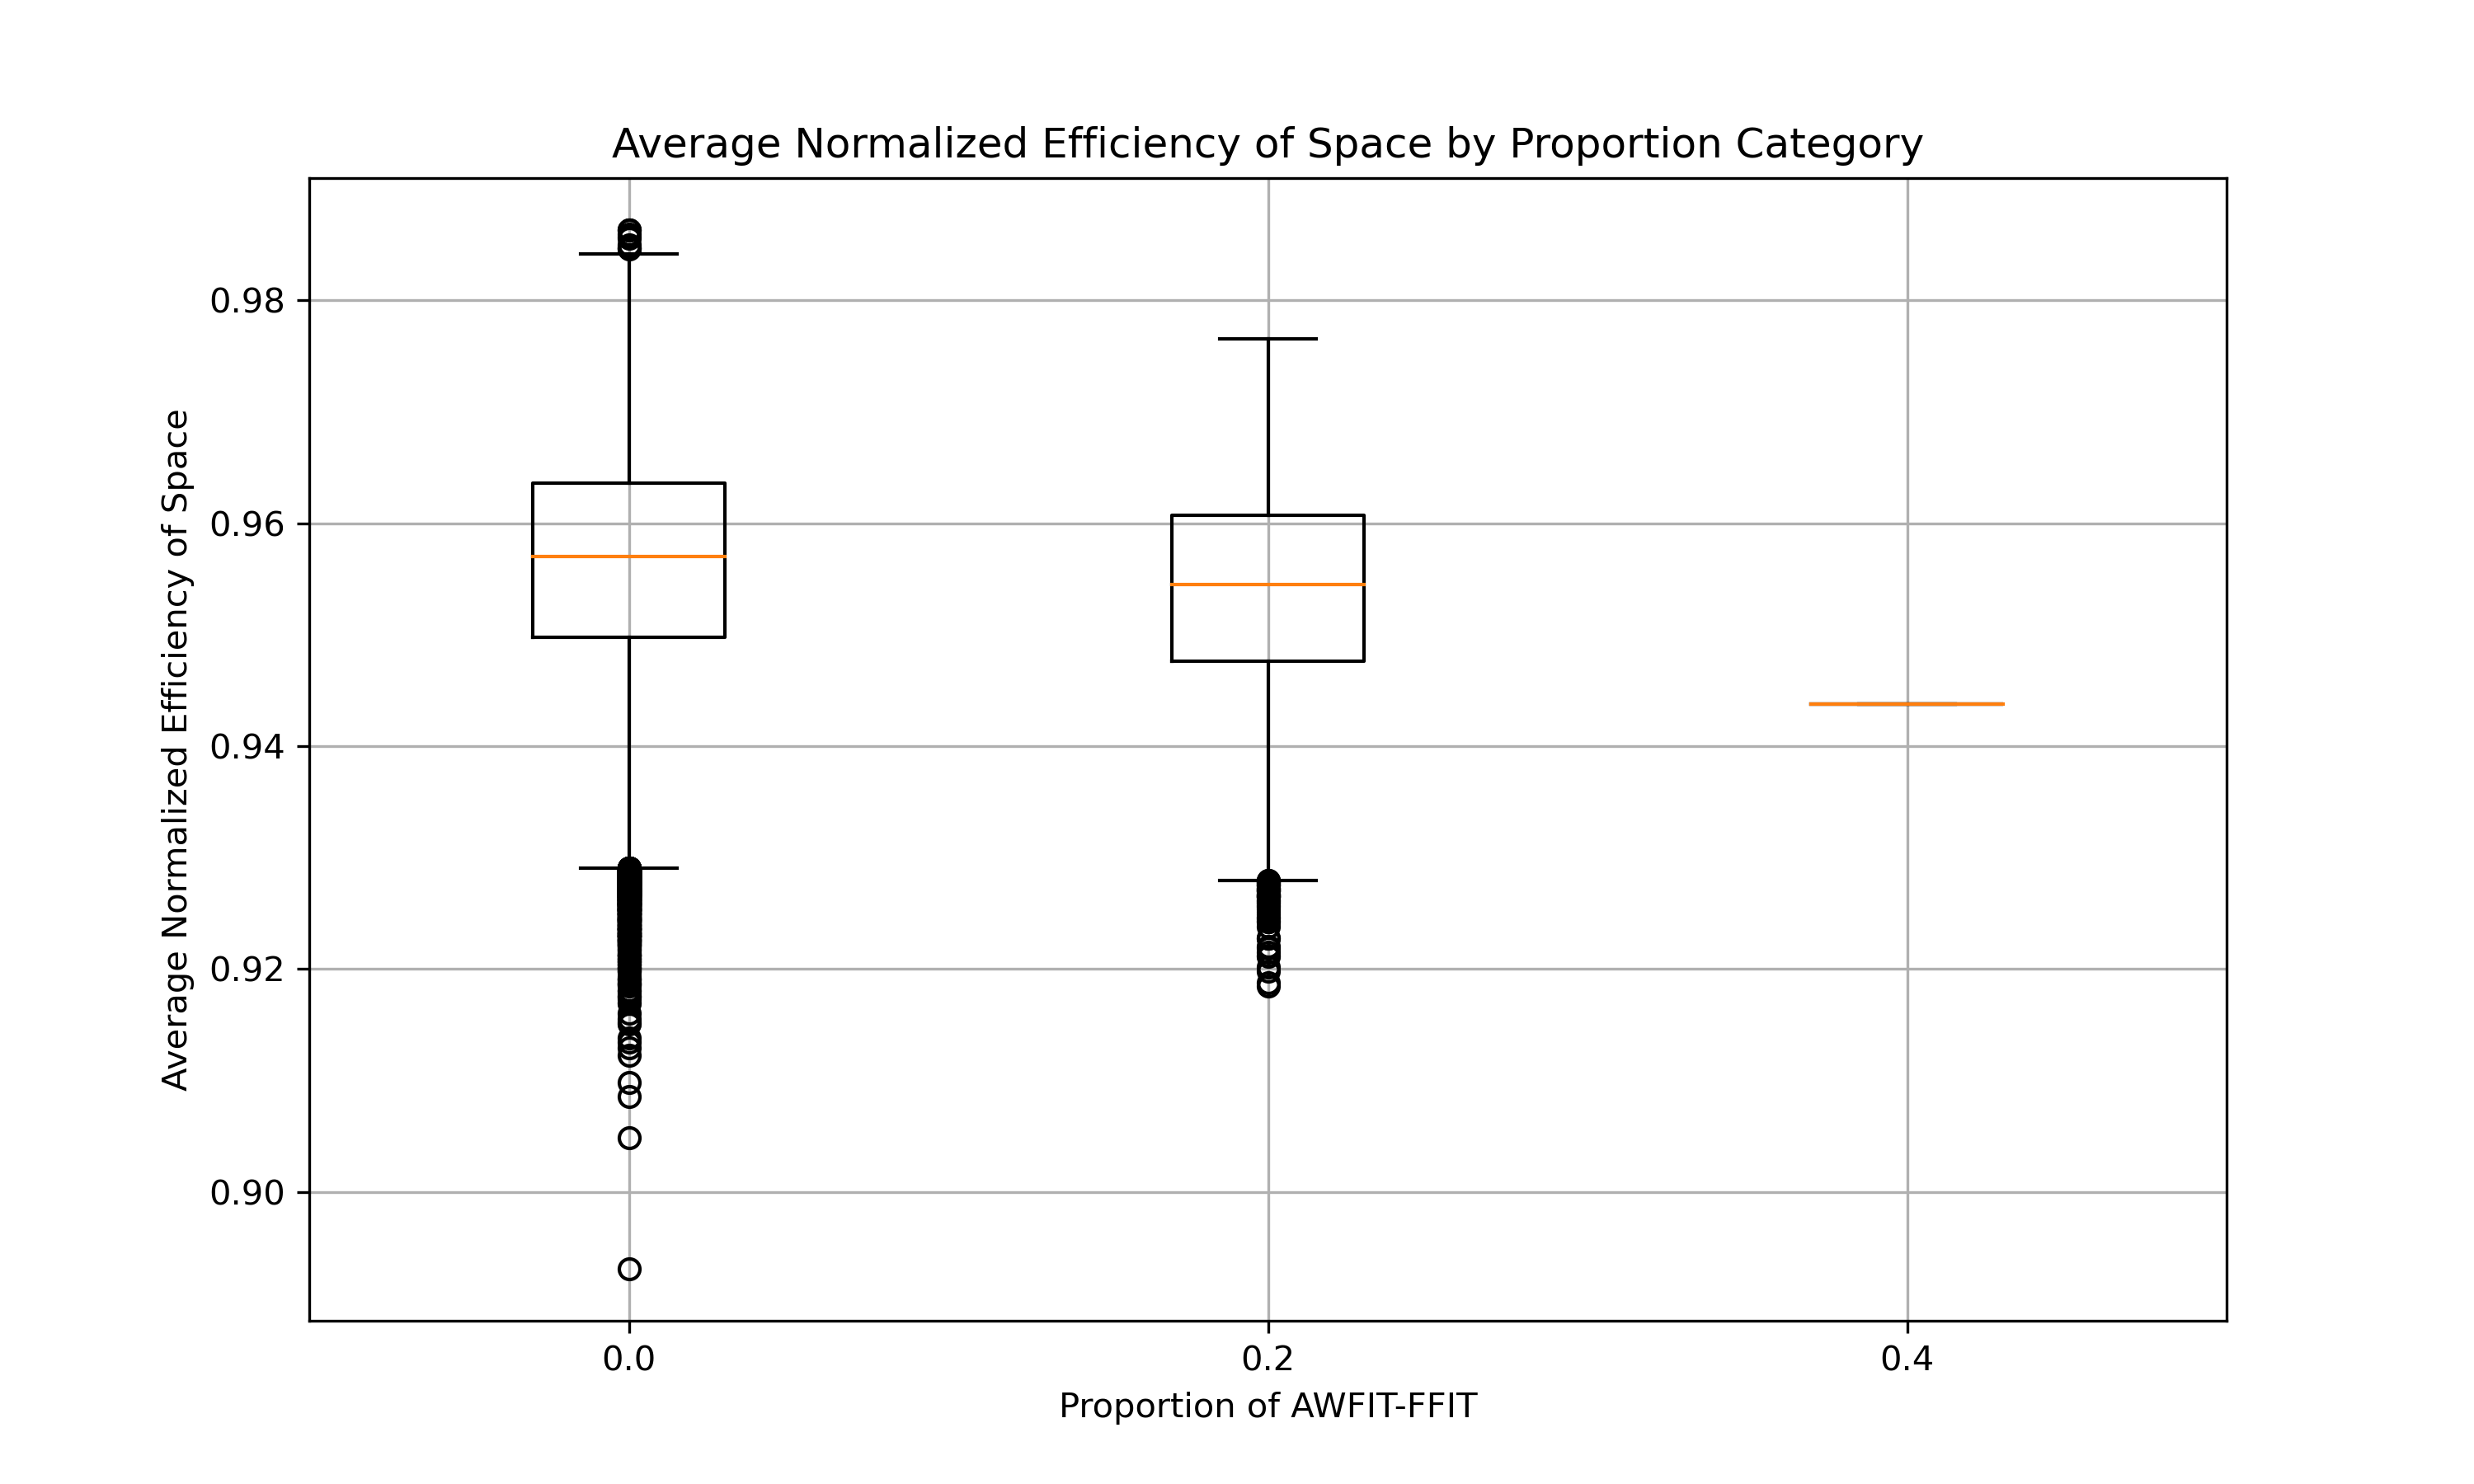 Average Normalized Efficiency of Space by Proportion Category
Average Normalized Efficiency of Space
0.98
0.96
0.94
0.92
0.90
0.0 0.2 0.4
Proportion of AWFIT-FFIT